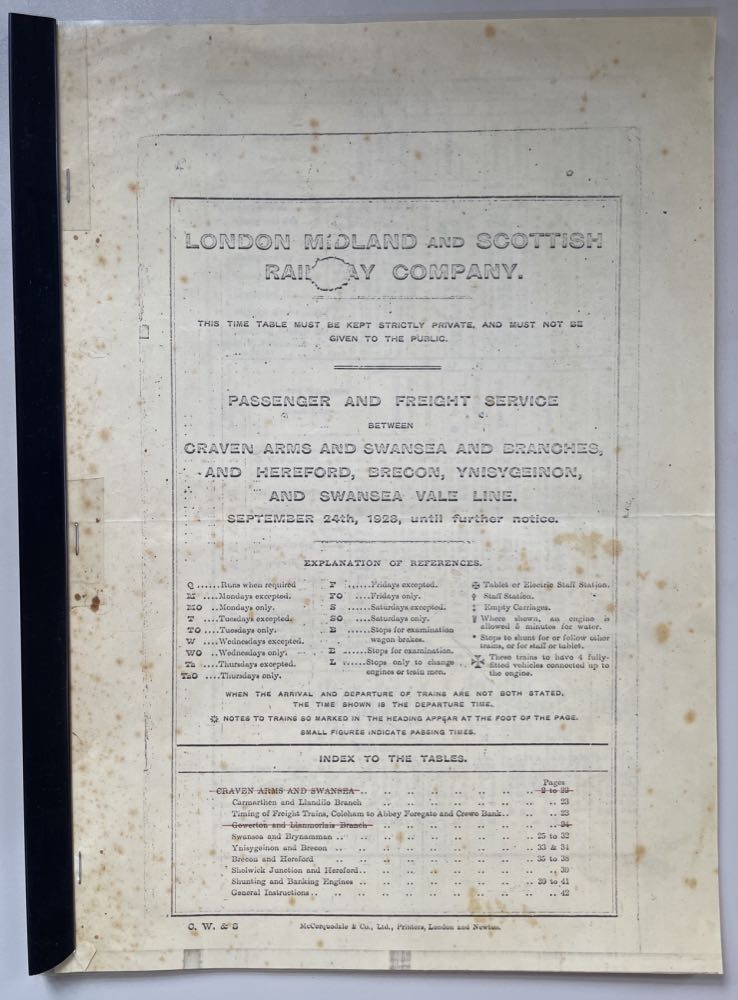 LONDON MIDLAND AND SCOTTISH
RAILWAY COMPANY.
THIS TIME TABLE MUST BE KEPT STRICTLY PRIVATE, AND MUST NOT BE
GIVEN TO THE PUBLIC.
PASSENGER AND FREIGHT SERVICE
BETWEEN
CRAVEN ARMS AND SWANSEA AND BRANCHES,
AND HEREFORD, BRECON, YNISYGEINON,
AND SWANSEA VALE LINE.
SEPTEMBER 24th, 1928, until further notice.
EXPLANATION OF REFERENCES.
Q ......Runs when required
M ....Mondays excepted.
MO ..Mondays only.
T ....Tuesdays excepted.
TO ....Tuesdays only.
W ....Wednesdays excepted.
WO ..Wednesdays only.
Th ....Thursdays excepted.
ThO ....Thursdays only.
F ......Fridays excepted.
FO ....Fridays only.
S ......Saturdays excepted.
SO ....Saturdays only.
B ......Stops for examination
wagon brakes.
E ......Stops for examination.
L ......Stops only to change
engines or train men.
✠ Tablet or Electric Staff Station.
Staff Station.
‡ Empty Carriages.
Where shown, an engine is
allowed 5 minutes for water.
* Stops to shunt for or follow other
trains, or for staff or tablet.
✠ These trains to have 4 fully-
fitted vehicles connected up to
the engine.
WHEN THE ARRIVAL AND DEPARTURE OF TRAINS ARE NOT BOTH STATED,
THE TIME SHOWN IS THE DEPARTURE TIME.
NOTES TO TRAINS SO MARKED IN THE HEADING APPEAR AT THE FOOT OF THE PAGE.
SMALL FIGURES INDICATE PASSING TIMES.
INDEX TO THE TABLES.
Pages
CRAVEN ARMS AND SWANSEA .. 2 to 22
Carmarthen and Llandilo Branch .. 23
Timing of Freight Trains, Coleham to Abbey Foregate and Crewe Bank .. 23
Gowerton and Llanmorlais Branch .. 24
Swansea and Brynamman .. 25 to 32
Ynisygeinon and Brecon .. 33 & 34
Brecon and Hereford .. 35 to 38
Shelwick Junction and Hereford .. 39
Shunting and Banking Engines .. 39 to 41
General Instructions .. 42
C. W. & S McCorquodale & Co., Ltd., Printers, London and Newton.